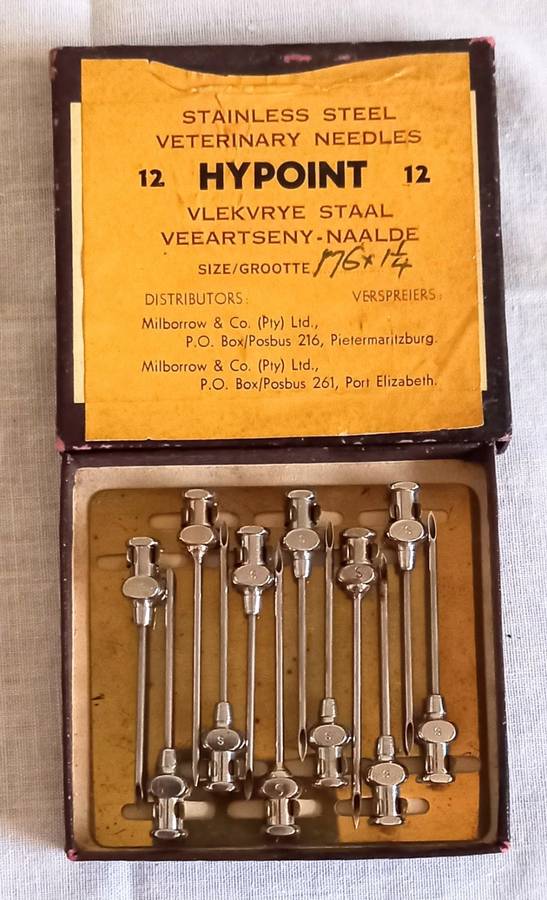 STAINLESS STEEL
VETERINARY NEEDLES
12 HYPOINT 12
VLEKVRYE STAAL
VEEARTSENY-NAALDE
SIZE/GROOTTE 176 x 1¼
DISTRIBUTORS: VERSPREIERS:
Milborrow & Co. (Pty) Ltd.,
P.O. Box/Posbus 216, Pietermaritzburg.
Milborrow & Co. (Pty) Ltd.,
P.O. Box/Posbus 261, Port Elizabeth.